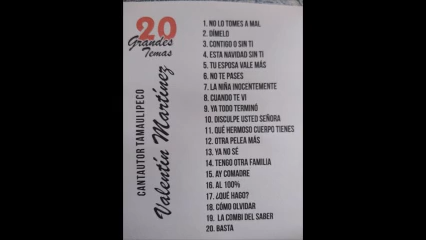 20
Grandes
Temas
CANTAUTOR TAMAULIPECO
Valentín Martínez
1. NO LO TOMES A MAL
2. DÍMELO
3. CONTIGO O SIN TI
4. ESTA NAVIDAD SIN TI
5. TU ESPOSA VALE MÁS
6. NO TE PASES
7. LA NIÑA INOCENTEMENTE
8. CUANDO TE VI
9. YA TODO TERMINÓ
10. DISCULPE USTED SEÑORA
11. QUÉ HERMOSO CUERPO TIENES
12. OTRA PELEA MÁS
13. YA NO SÉ
14. TENGO OTRA FAMILIA
15. AY COMADRE
16. AL 100%
17. ¿QUÉ HAGO?
18. CÓMO OLVIDAR
19. LA COMBI DEL SABER
20. BASTA